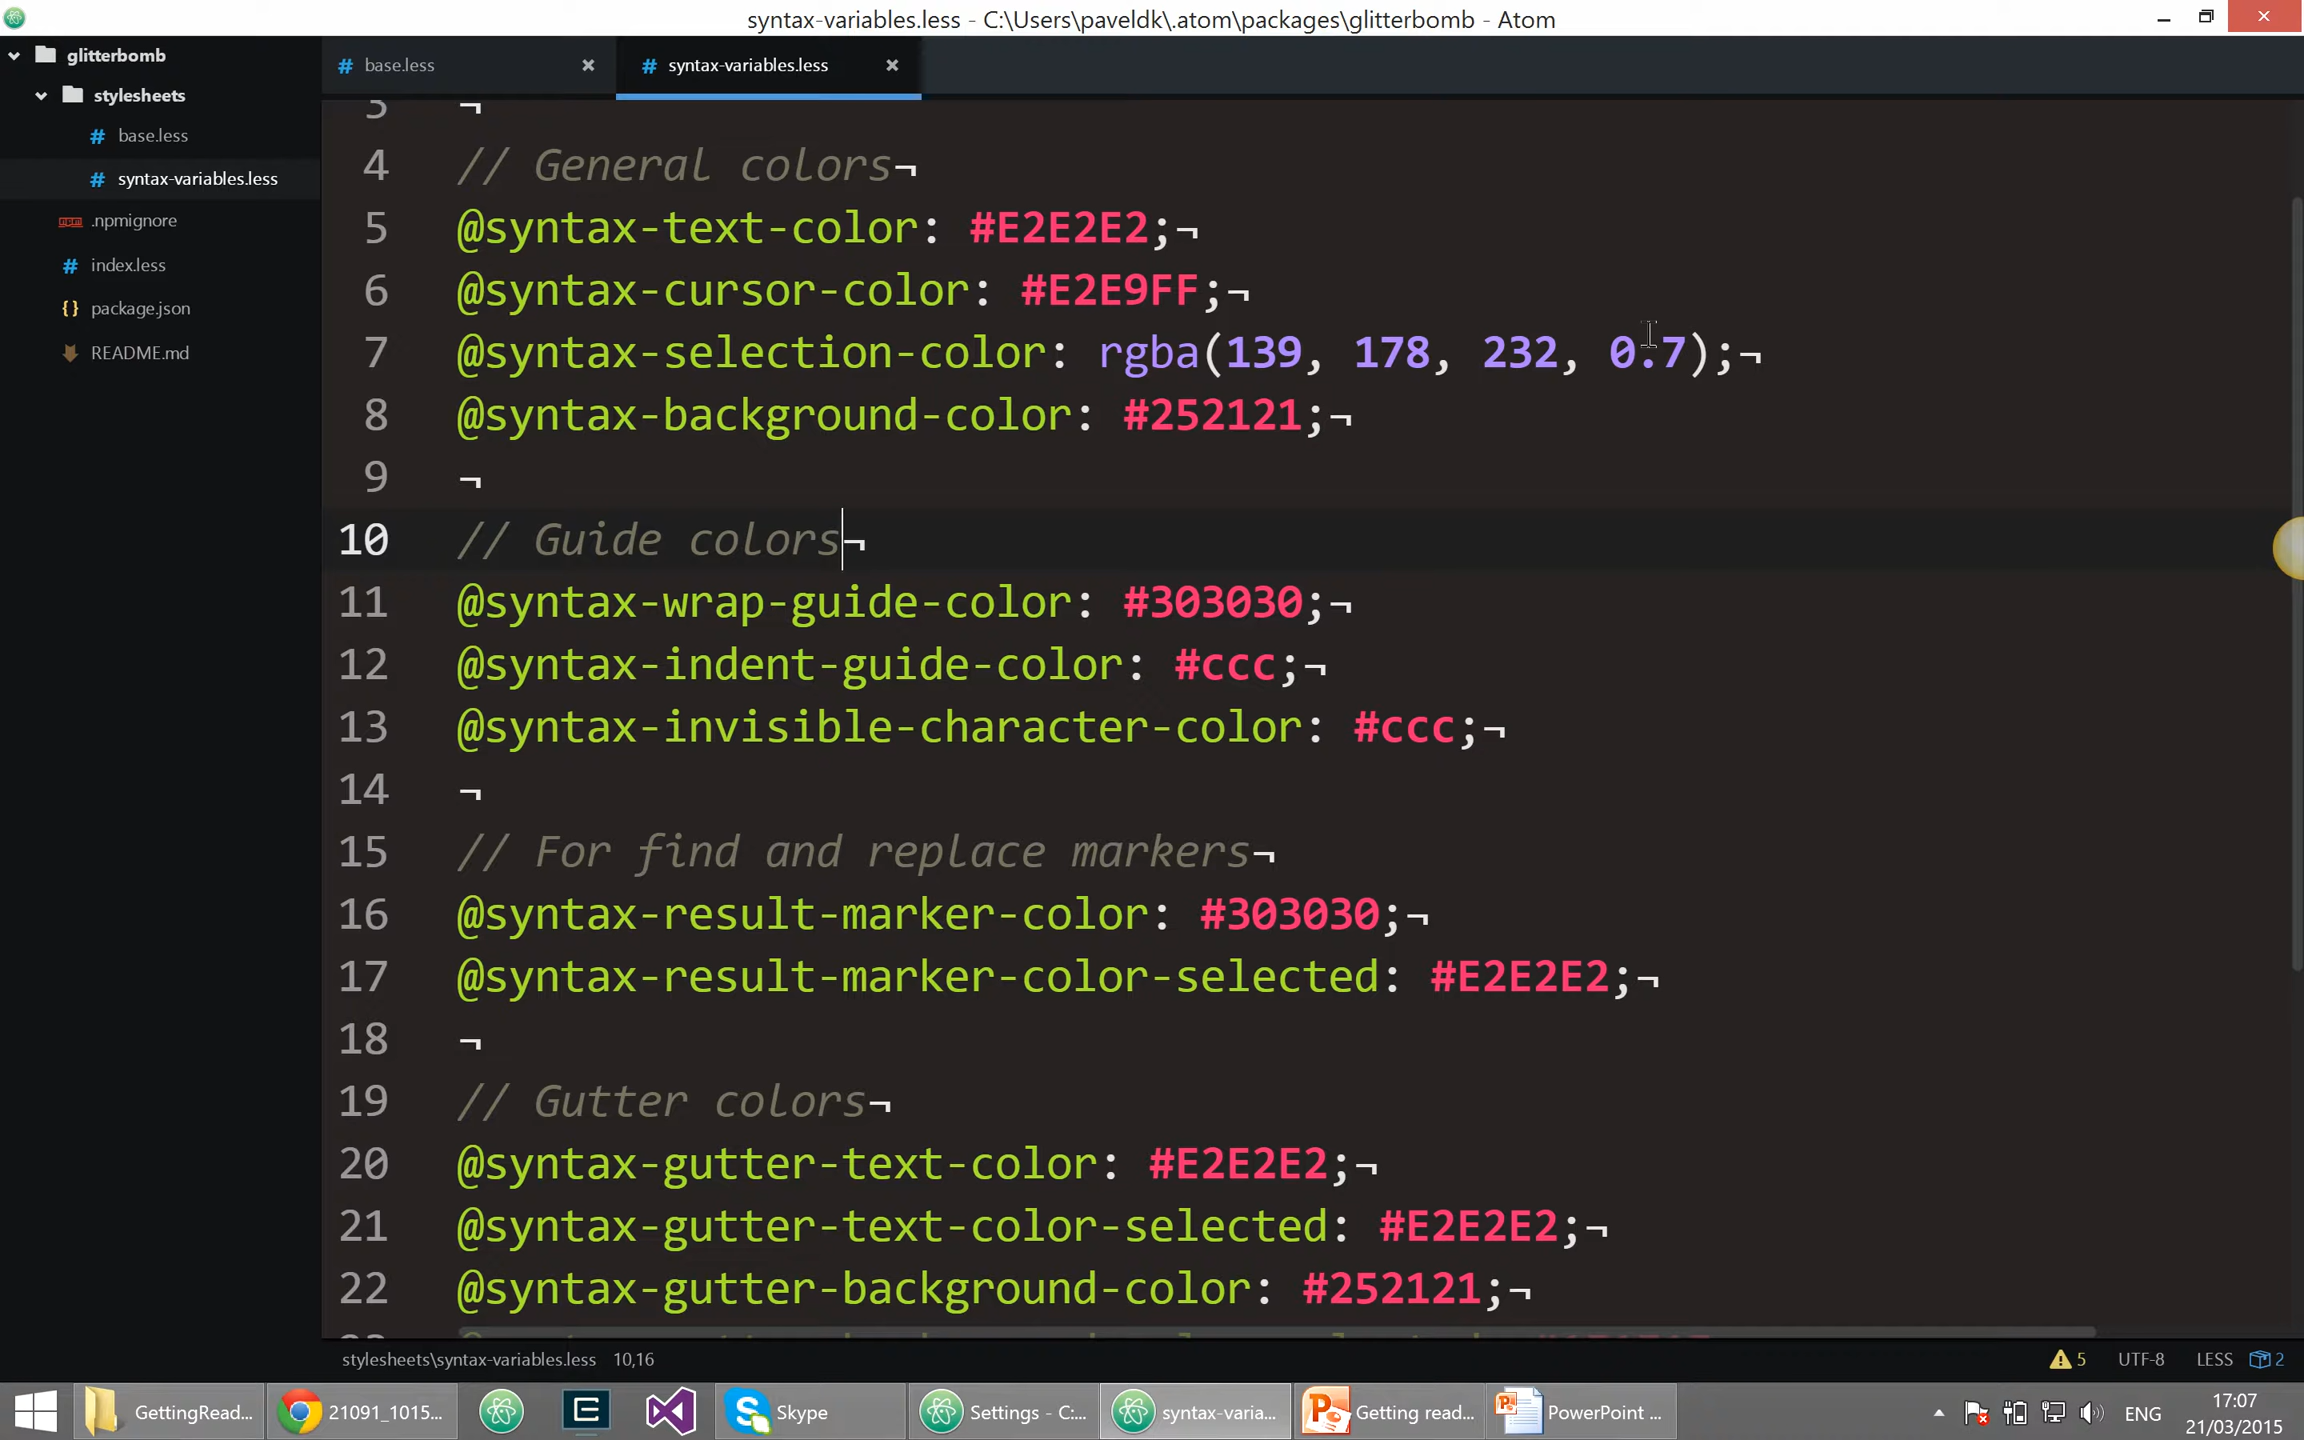 syntax-variables.less - C:\Users\paveldk\.atom\packages\glitterbomb - Atom
glitterbomb
stylesheets
base.less
syntax-variables.less
.npmignore
index.less
package.json
README.md
base.less
syntax-variables.less
3 ¬
4 // General colors¬
5 @syntax-text-color: #E2E2E2;¬
6 @syntax-cursor-color: #E2E9FF;¬
7 @syntax-selection-color: rgba(139, 178, 232, 0.7);¬
8 @syntax-background-color: #252121;¬
9 ¬
10 // Guide colors¬
11 @syntax-wrap-guide-color: #303030;¬
12 @syntax-indent-guide-color: #ccc;¬
13 @syntax-invisible-character-color: #ccc;¬
14 ¬
15 // For find and replace markers¬
16 @syntax-result-marker-color: #303030;¬
17 @syntax-result-marker-color-selected: #E2E2E2;¬
18 ¬
19 // Gutter colors¬
20 @syntax-gutter-text-color: #E2E2E2;¬
21 @syntax-gutter-text-color-selected: #E2E2E2;¬
22 @syntax-gutter-background-color: #252121;¬
stylesheets\syntax-variables.less 10,16
5 UTF-8 LESS 2
GettingRead...
21091_1015...
Skype
Settings - C:...
syntax-varia...
Getting read...
PowerPoint ...
ENG
17:07
21/03/2015